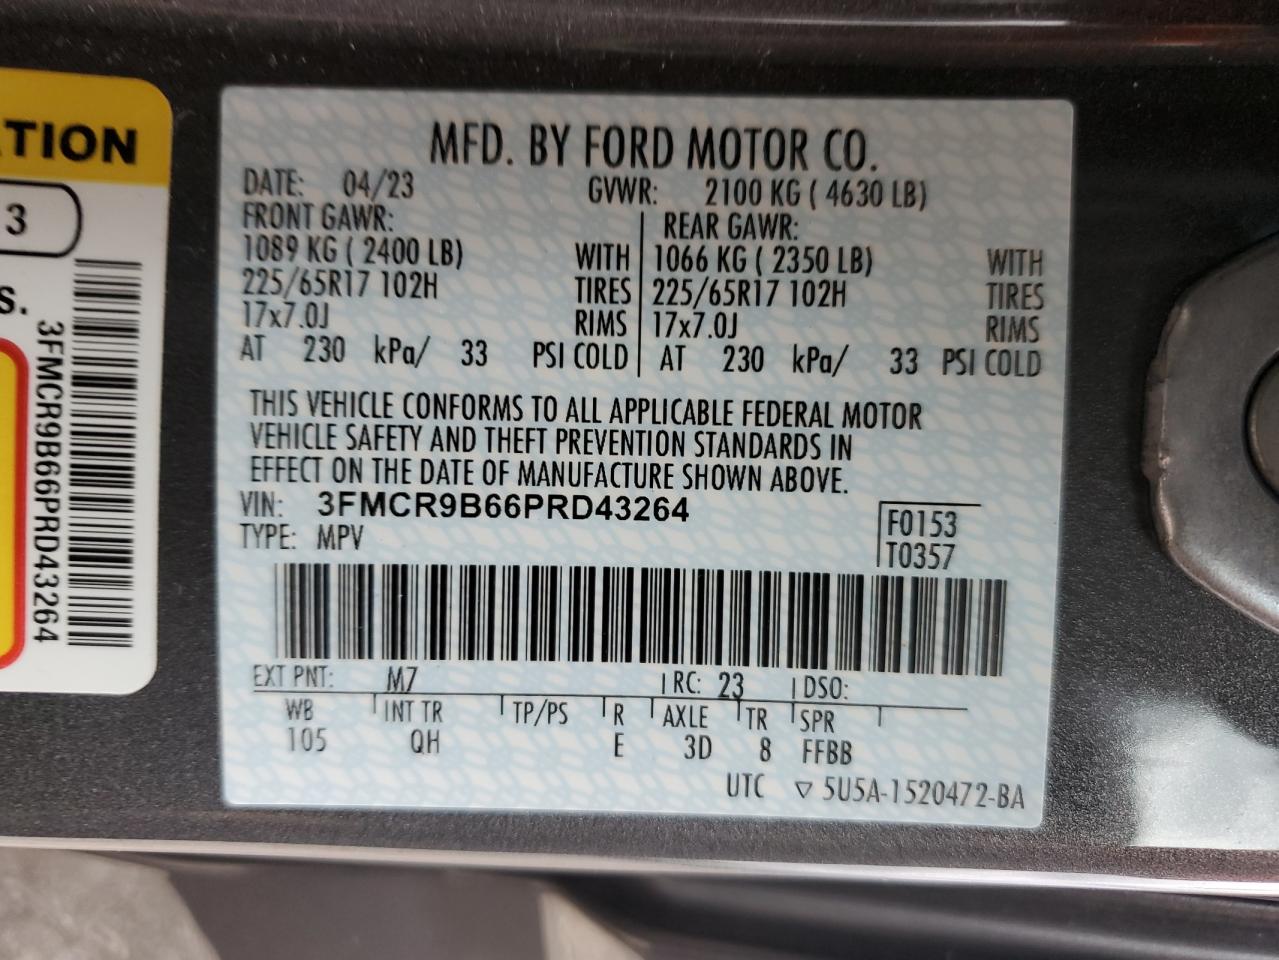 TION
3
S.
3FMCR9B66PRD43264
MFD. BY FORD MOTOR CO.
DATE: 04/23 GVWR: 2100 KG ( 4630 LB)
FRONT GAWR: REAR GAWR:
1089 KG ( 2400 LB) WITH 1066 KG ( 2350 LB) WITH
225/65R17 102H TIRES 225/65R17 102H TIRES
17x7.0J RIMS 17x7.0J RIMS
AT 230 kPa/ 33 PSI COLD AT 230 kPa/ 33 PSI COLD
THIS VEHICLE CONFORMS TO ALL APPLICABLE FEDERAL MOTOR
VEHICLE SAFETY AND THEFT PREVENTION STANDARDS IN
EFFECT ON THE DATE OF MANUFACTURE SHOWN ABOVE.
VIN: 3FMCR9B66PRD43264
TYPE: MPV
F0153
T0357
EXT PNT: M7 RC: 23 DSO:
WB INT TR TP/PS R AXLE TR SPR
105 QH E 3D 8 FFBB
UTC ▽ 5U5A-1520472-BA